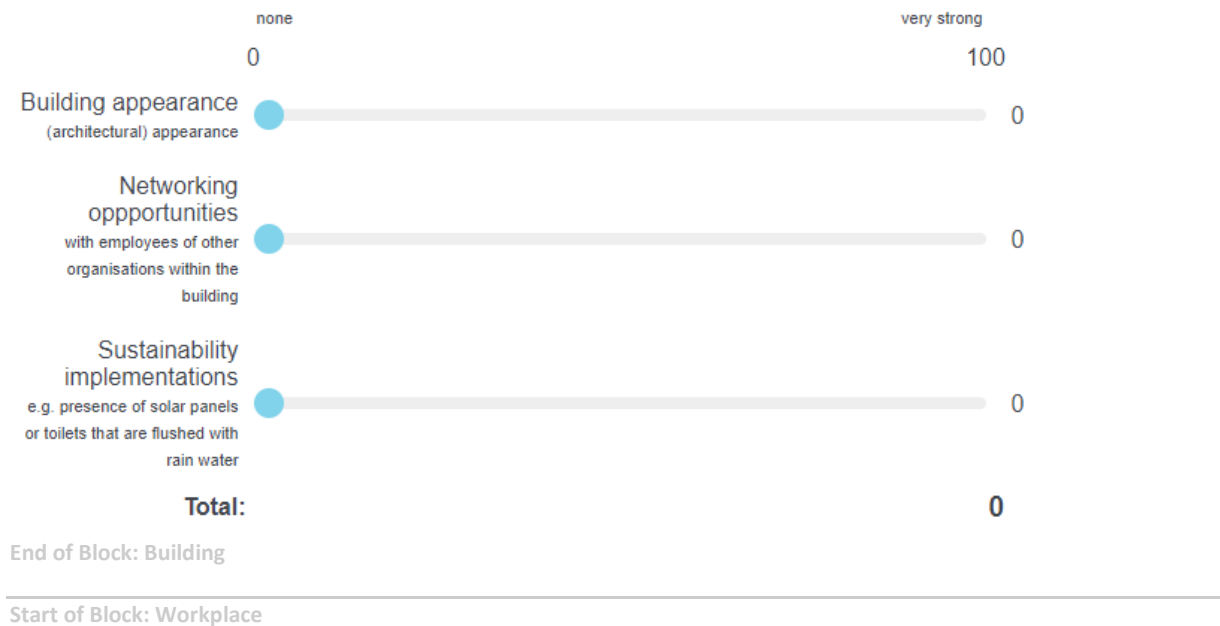 none very strong
0 100
Building appearance
(architectural) appearance
0
Networking
oppportunities
with employees of other
organisations within the
building
0
Sustainability
implementations
e.g. presence of solar panels
or toilets that are flushed with
rain water
0
Total: 0
End of Block: Building
Start of Block: Workplace